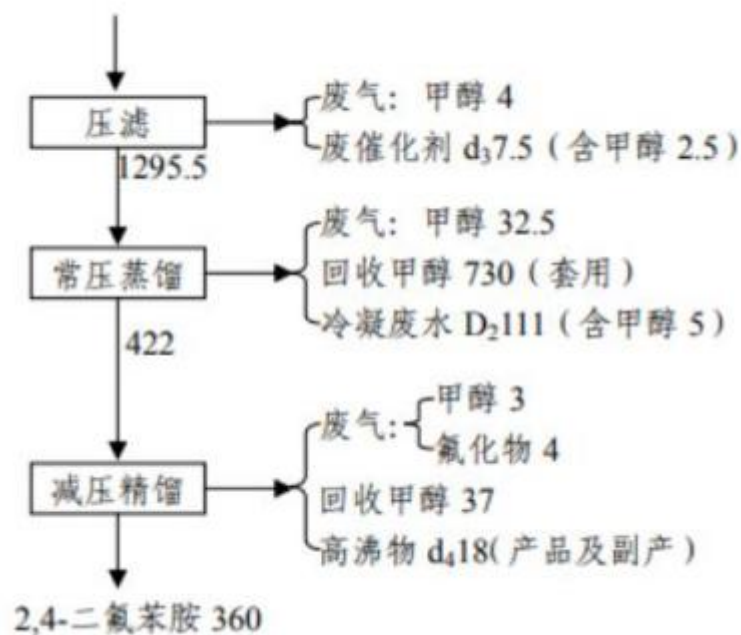 压滤
废气：甲醇 4
废催化剂 d₃7.5（含甲醇 2.5）
1295.5
常压蒸馏
废气：甲醇 32.5
回收甲醇 730（套用）
冷凝废水 D₂111（含甲醇 5）
422
减压精馏
废气：
甲醇 3
氟化物 4
回收甲醇 37
高沸物 d₄18(产品及副产)
2,4-二氟苯胺 360